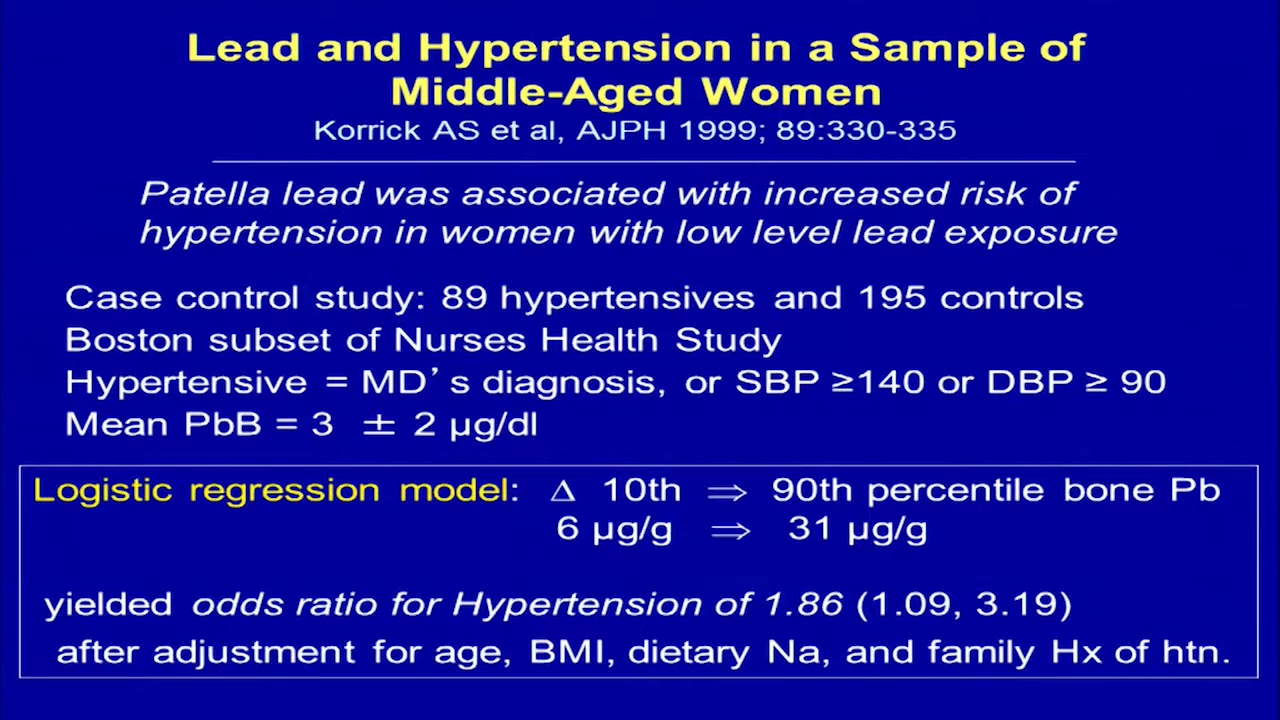 Lead and Hypertension in a Sample of
Middle-Aged Women
Korrick AS et al, AJPH 1999; 89:330-335
Patella lead was associated with increased risk of
hypertension in women with low level lead exposure
Case control study: 89 hypertensives and 195 controls
Boston subset of Nurses Health Study
Hypertensive = MD’s diagnosis, or SBP ≥140 or DBP ≥ 90
Mean PbB = 3 ± 2 µg/dl
Logistic regression model: Δ 10th ⇒ 90th percentile bone Pb
6 µg/g ⇒ 31 µg/g
yielded odds ratio for Hypertension of 1.86 (1.09, 3.19)
after adjustment for age, BMI, dietary Na, and family Hx of htn.